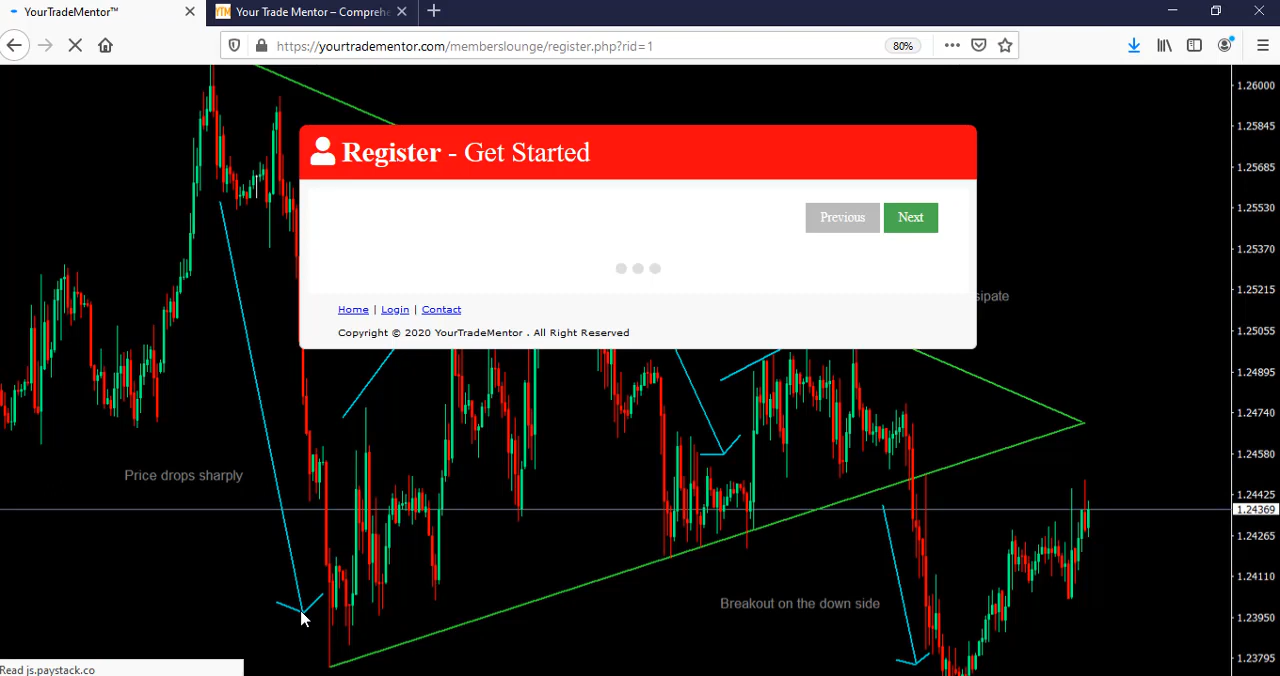 YourTradeMentor™
YTM
Your Trade Mentor – Comprehe
https://yourtradementor.com/memberslounge/register.php?rid=1
80%
Register - Get Started
Previous
Next
Home | Login | Contact
Copyright © 2020 YourTradeMentor . All Right Reserved
sipate
Price drops sharply
Breakout on the down side
1.26000
1.25845
1.25685
1.25530
1.25370
1.25215
1.25055
1.24895
1.24740
1.24580
1.24425
1.24369
1.24265
1.24110
1.23950
1.23795
Read js.paystack.co